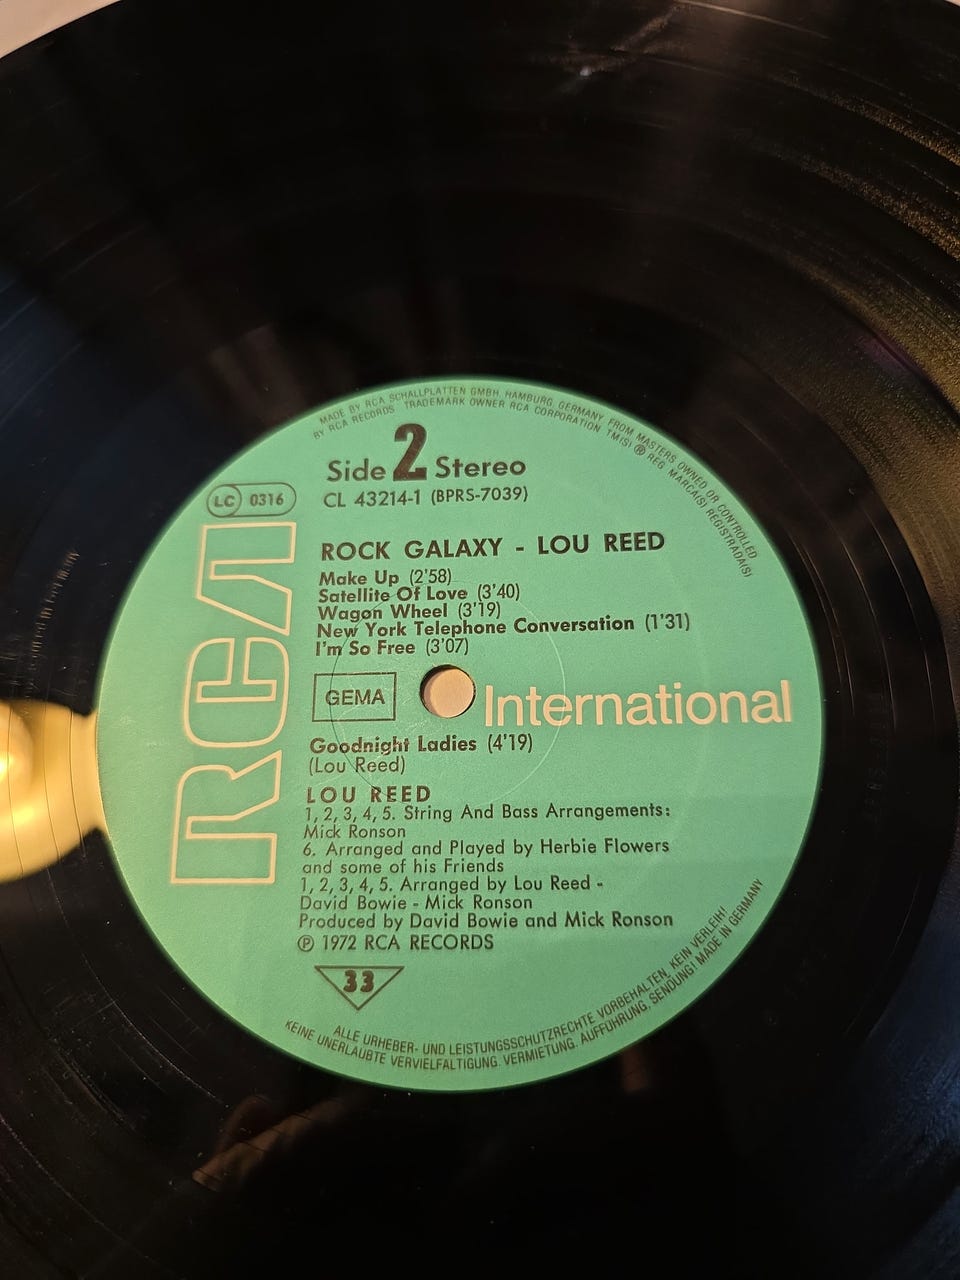 MADE BY RCA SCHALLPLATTEN GMBH, HAMBURG, GERMANY, FROM MASTERS OWNED OR CONTROLLED
BY RCA RECORDS TRADEMARK OWNER RCA CORPORATION TM(S) ® REG MARCA(S) REGISTRADA(S)
Side 2 Stereo
LC 0316
CL 43214-1 (BPRS-7039)
ROCK GALAXY - LOU REED
Make Up (2'58)
Satellite Of Love (3'40)
Wagon Wheel (3'19)
New York Telephone Conversation (1'31)
I'm So Free (3'07)
RCA
GEMA
International
Goodnight Ladies (4'19)
(Lou Reed)
LOU REED
1, 2, 3, 4, 5. String And Bass Arrangements:
Mick Ronson
6. Arranged and Played by Herbie Flowers
and some of his Friends
1, 2, 3, 4, 5. Arranged by Lou Reed -
David Bowie - Mick Ronson
Produced by David Bowie and Mick Ronson
℗ 1972 RCA RECORDS
33
ALLE URHEBER- UND LEISTUNGSSCHUTZRECHTE VORBEHALTEN, KEIN VERLEIH!
KEINE UNERLAUBTE VERVIELFÄLTIGUNG, VERMIETUNG, AUFFÜHRUNG, SENDUNG! MADE IN GERMANY